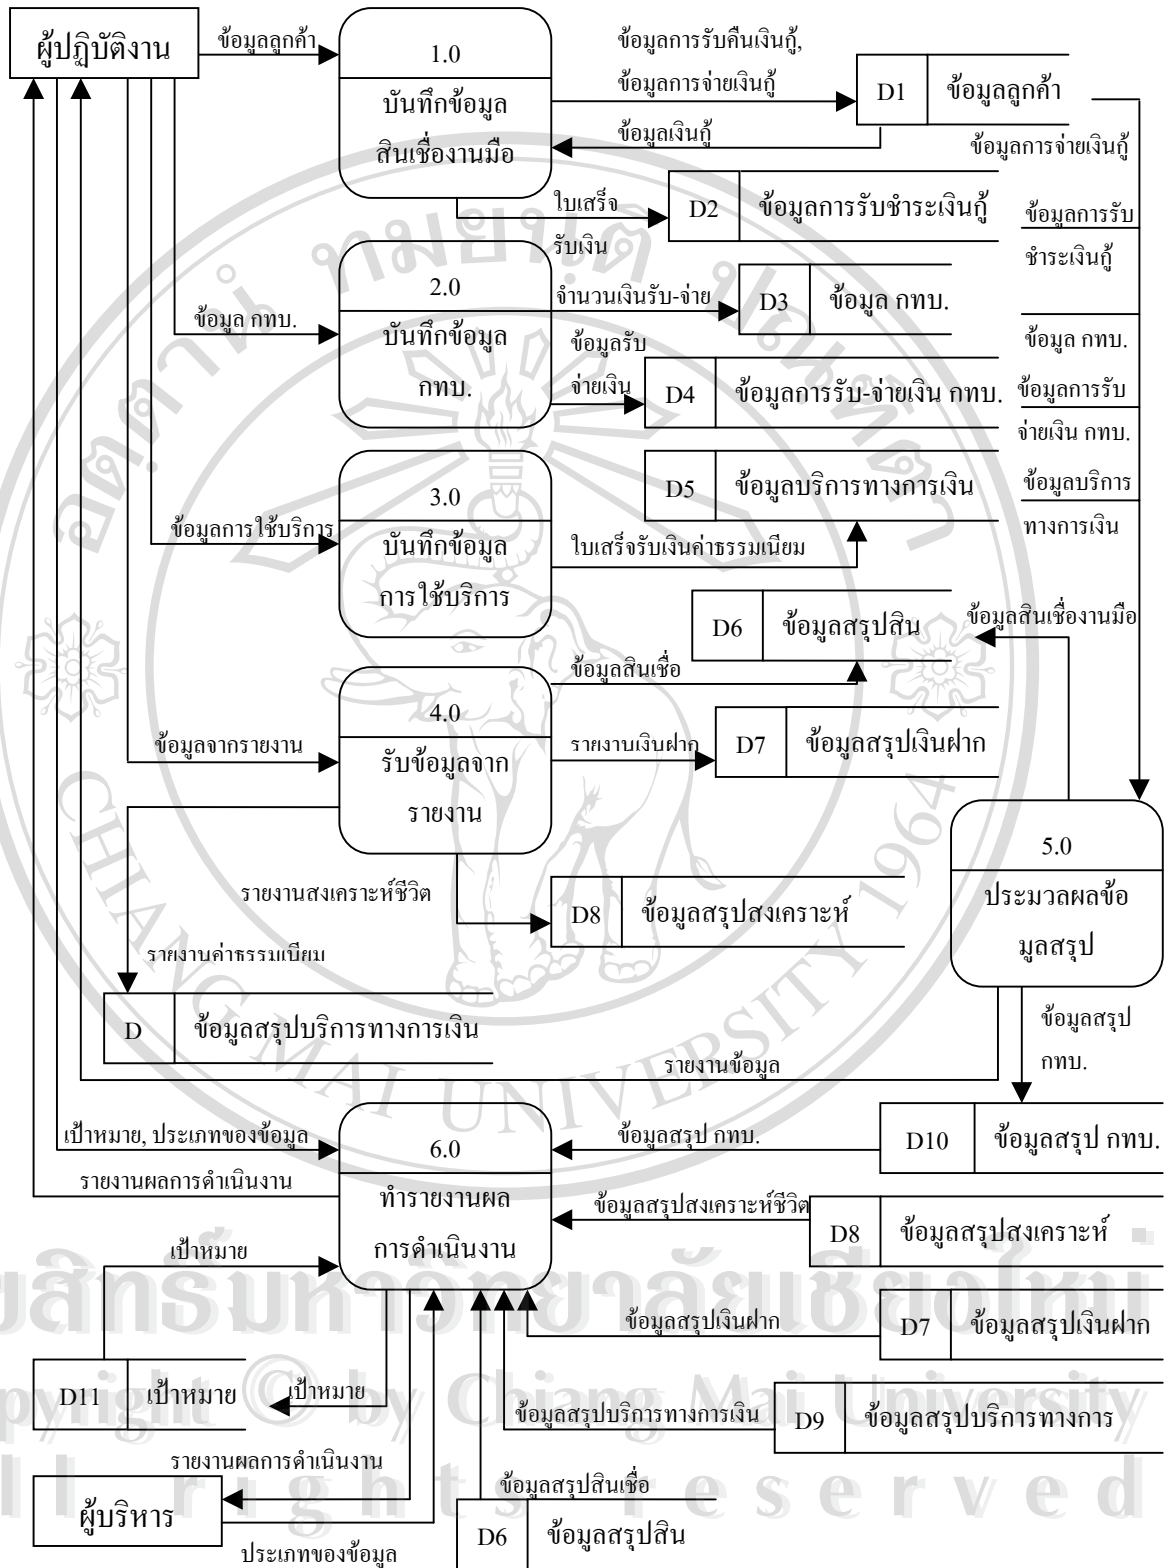 ผู้ปฏิบัติงาน
ข้อมูลลูกค้า
1.0
บันทึกข้อมูล
สินเชื่องานมือ
ข้อมูลการรับคืนเงินกู้,
ข้อมูลการจ่ายเงินกู้
ข้อมูลเงินกู้
D1
ข้อมูลลูกค้า
ข้อมูลการจ่ายเงินกู้
ใบเสร็จ
รับเงิน
D2
ข้อมูลการรับชำระเงินกู้
ข้อมูลการรับ
ชำระเงินกู้
ข้อมูล กทบ.
2.0
บันทึกข้อมูล
กทบ.
จำนวนเงินรับ-จ่าย
D3
ข้อมูล กทบ.
ข้อมูล กทบ.
ข้อมูลรับ
จ่ายเงิน
D4
ข้อมูลการรับ-จ่ายเงิน กทบ.
ข้อมูลการรับ
จ่ายเงิน กทบ.
ข้อมูลการใช้บริการ
3.0
บันทึกข้อมูล
การใช้บริการ
D5
ข้อมูลบริการทางการเงิน
ข้อมูลบริการ
ทางการเงิน
ใบเสร็จรับเงินค่าธรรมเนียม
D6
ข้อมูลสรุปสิน
ข้อมูลสินเชื่องานมือ
ข้อมูลสินเชื่อ
ข้อมูลจากรายงาน
4.0
รับข้อมูลจาก
รายงาน
รายงานเงินฝาก
D7
ข้อมูลสรุปเงินฝาก
5.0
ประมวลผลข้อ
มูลสรุป
รายงานสงเคราะห์ชีวิต
D8
ข้อมูลสรุปสงเคราะห์
รายงานค่าธรรมเนียม
D
ข้อมูลสรุปบริการทางการเงิน
ข้อมูลสรุป
กทบ.
รายงานข้อมูล
เป้าหมาย, ประเภทของข้อมูล
6.0
ทำรายงานผล
การดำเนินงาน
ข้อมูลสรุป กทบ.
D10
ข้อมูลสรุป กทบ.
รายงานผลการดำเนินงาน
ข้อมูลสรุปสงเคราะห์ชีวิต
D8
ข้อมูลสรุปสงเคราะห์
เป้าหมาย
ข้อมูลสรุปเงินฝาก
D7
ข้อมูลสรุปเงินฝาก
D11
เป้าหมาย
เป้าหมาย
ข้อมูลสรุปบริการทางการเงิน
D9
ข้อมูลสรุปบริการทางการ
รายงานผลการดำเนินงาน
ผู้บริหาร
ประเภทของข้อมูล
ข้อมูลสรุปสินเชื่อ
D6
ข้อมูลสรุปสิน
CHIANG MAI UNIVERSITY 1964
มหาวิทยาลัยเชียงใหม่
© by Chiang Mai University
rights reserved